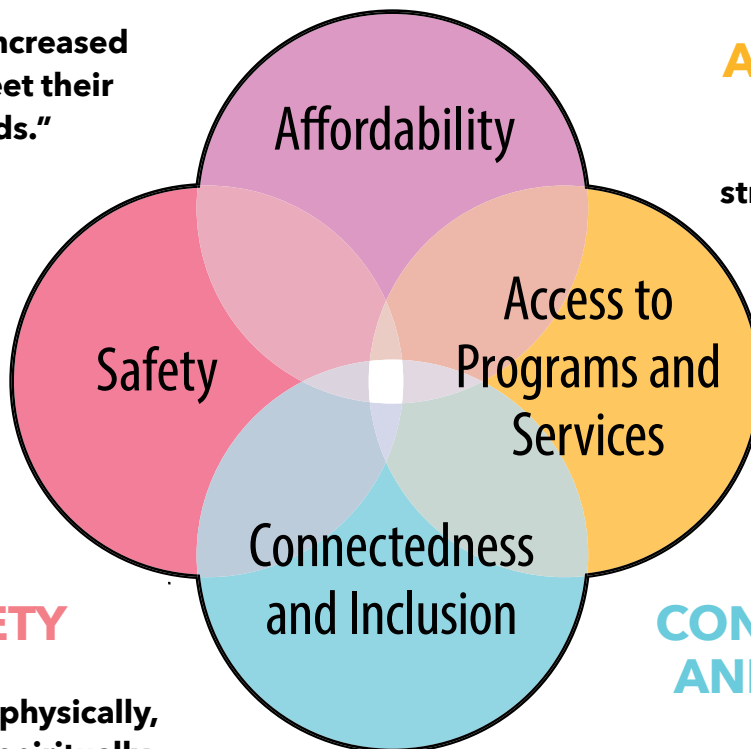 ncreased
eet their
ds.”
A
str
Affordability
Safety
Access to
Programs and
Services
Connectedness
and Inclusion
ETY
physically,
spiritually
CON
AN